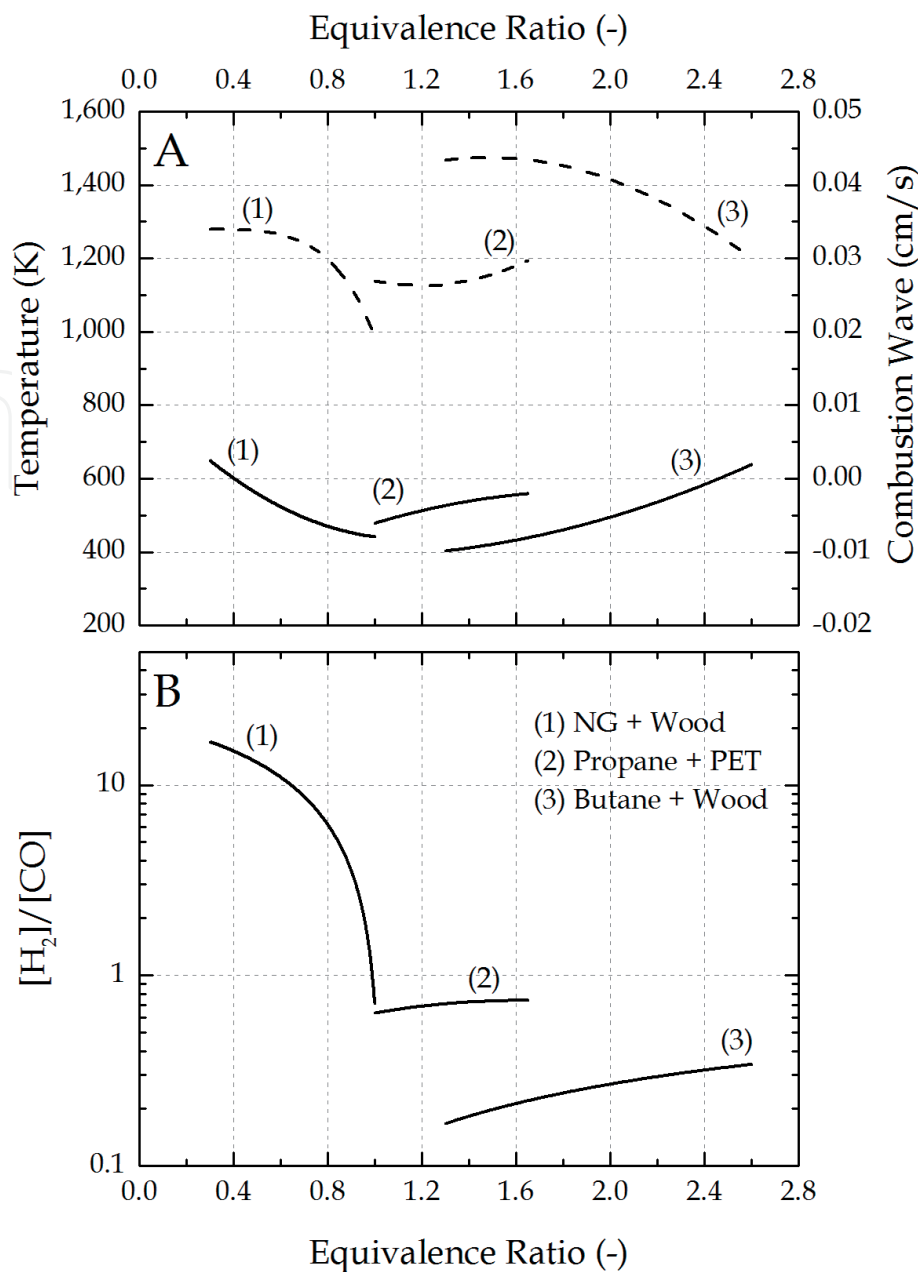 Equivalence Ratio (-)
0.0 0.4 0.8 1.2 1.6 2.0 2.4 2.8
A
1,600
1,400
1,200
1,000
800
600
400
200
Temperature (K)
0.05
0.04
0.03
0.02
0.01
0.00
-0.01
-0.02
Combustion Wave (cm/s)
(1)
(2)
(3)
(1)
(2)
(3)
B
(1) NG + Wood
(2) Propane + PET
(3) Butane + Wood
10
1
0.1
[H₂]/[CO]
(1)
(2)
(3)
0.0 0.4 0.8 1.2 1.6 2.0 2.4 2.8
Equivalence Ratio (-)